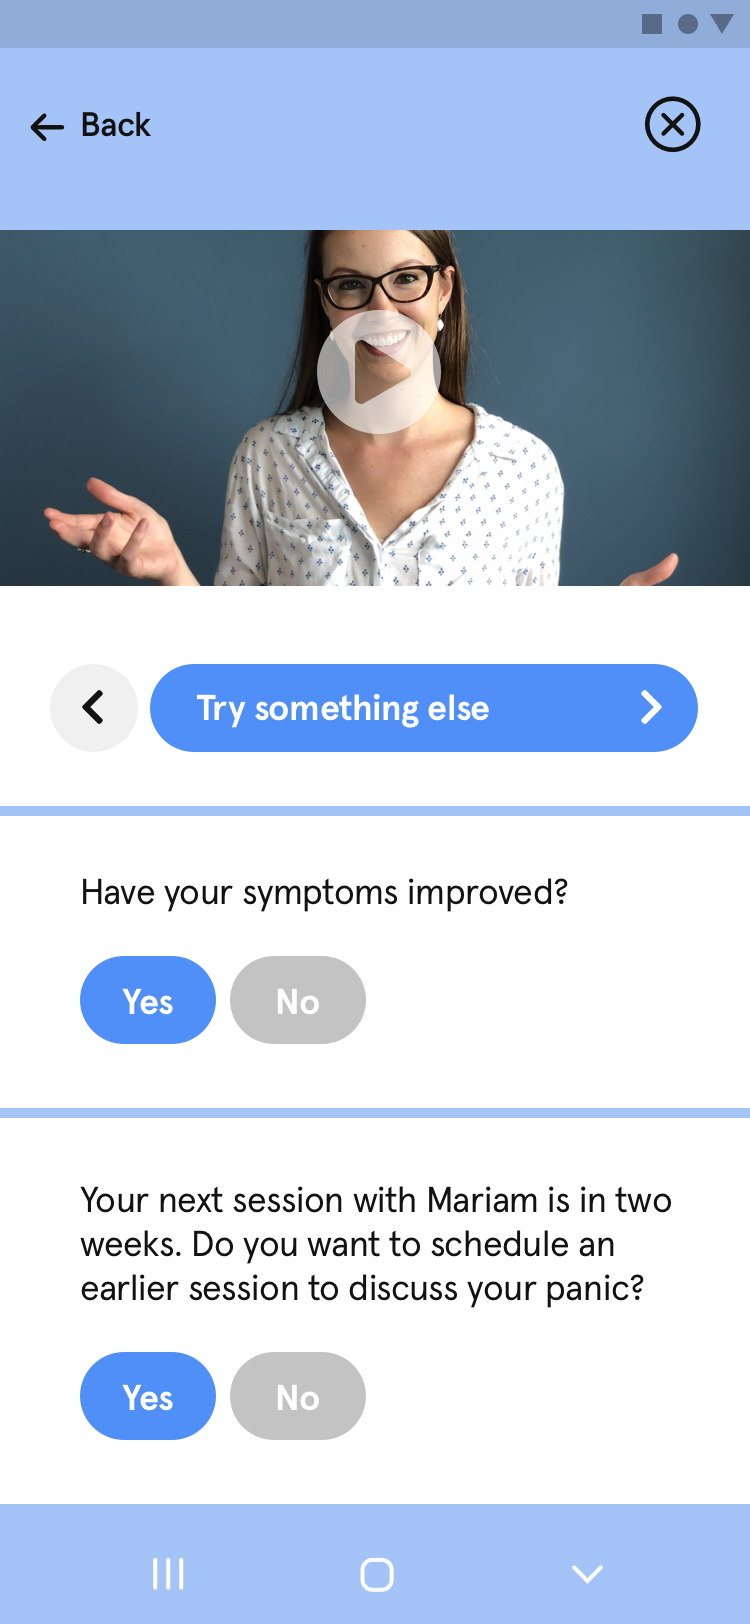 Back
Try something else
Have your symptoms improved?
Yes
No
Your next session with Mariam is in two
weeks. Do you want to schedule an
earlier session to discuss your panic?
Yes
No